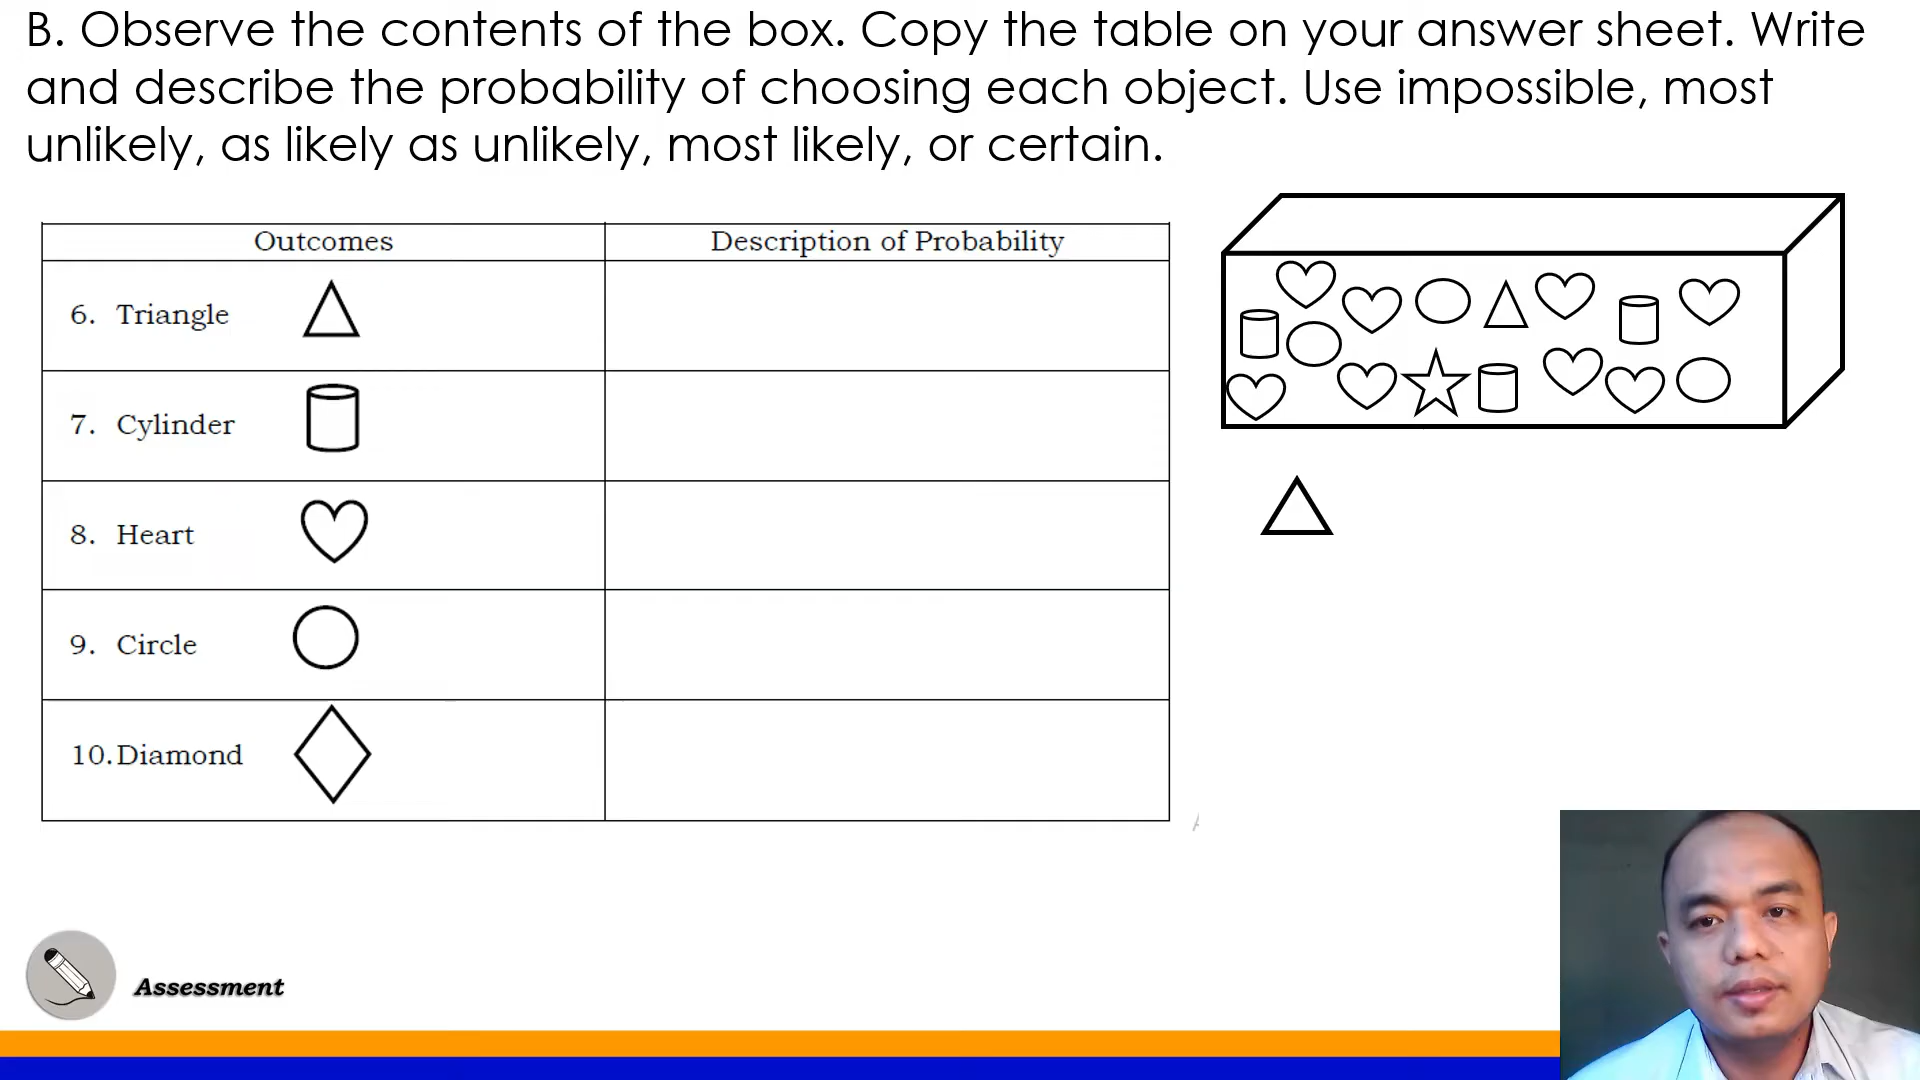 B. Observe the contents of the box. Copy the table on your answer sheet. Write
and describe the probability of choosing each object. Use impossible, most
unlikely, as likely as unlikely, most likely, or certain.
Outcomes Description of Probability
6. Triangle
7. Cylinder
8. Heart
9. Circle
10. Diamond
Assessment